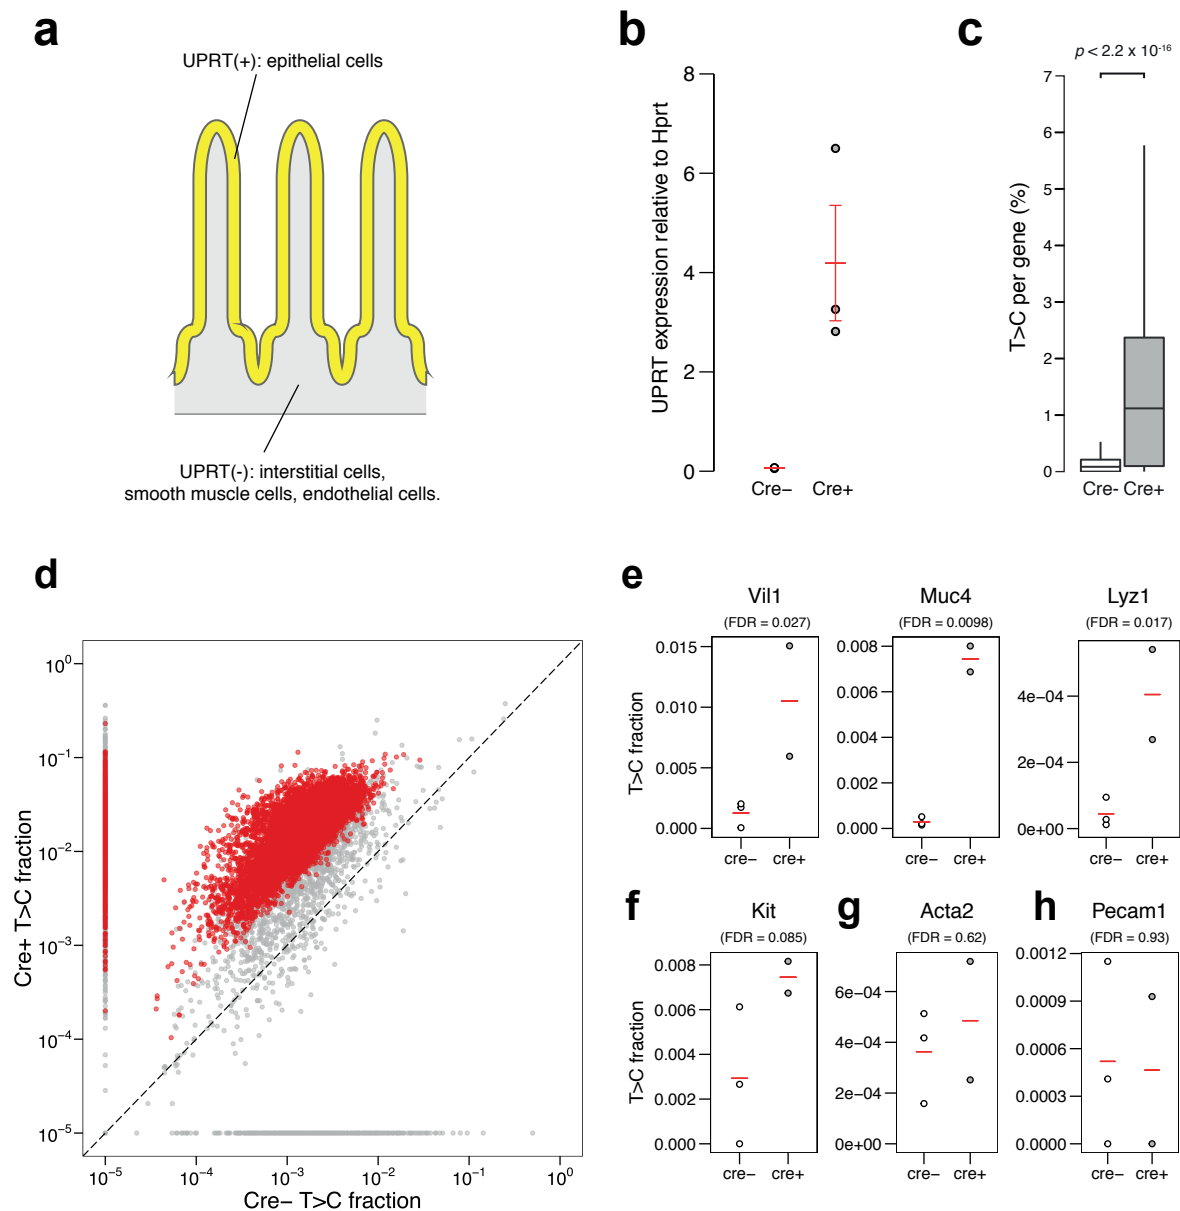 a
UPRT(+): epithelial cells
UPRT(-): interstitial cells,
smooth muscle cells, endothelial cells.
b
UPRT expression relative to Hprt
8
6
4
2
0
Cre−
Cre+
c
p < 2.2 x 10-16
T>C per gene (%)
7
6
5
4
3
2
1
0
Cre-
Cre+
d
Cre+ T>C fraction
10⁰
10⁻¹
10⁻²
10⁻³
10⁻⁴
10⁻⁵
10⁻⁵ 10⁻⁴ 10⁻³ 10⁻² 10⁻¹ 10⁰
Cre− T>C fraction
e
Vil1
(FDR = 0.027)
T>C fraction
0.015
0.010
0.005
0.000
cre− cre+
Muc4
(FDR = 0.0098)
0.008
0.006
0.004
0.002
0.000
cre− cre+
Lyz1
(FDR = 0.017)
4e−04
2e−04
0e+00
cre− cre+
f
Kit
(FDR = 0.085)
T>C fraction
0.008
0.006
0.004
0.002
0.000
cre− cre+
g
Acta2
(FDR = 0.62)
6e−04
4e−04
2e−04
0e+00
cre− cre+
h
Pecam1
(FDR = 0.93)
0.0012
0.0009
0.0006
0.0003
0.0000
cre− cre+